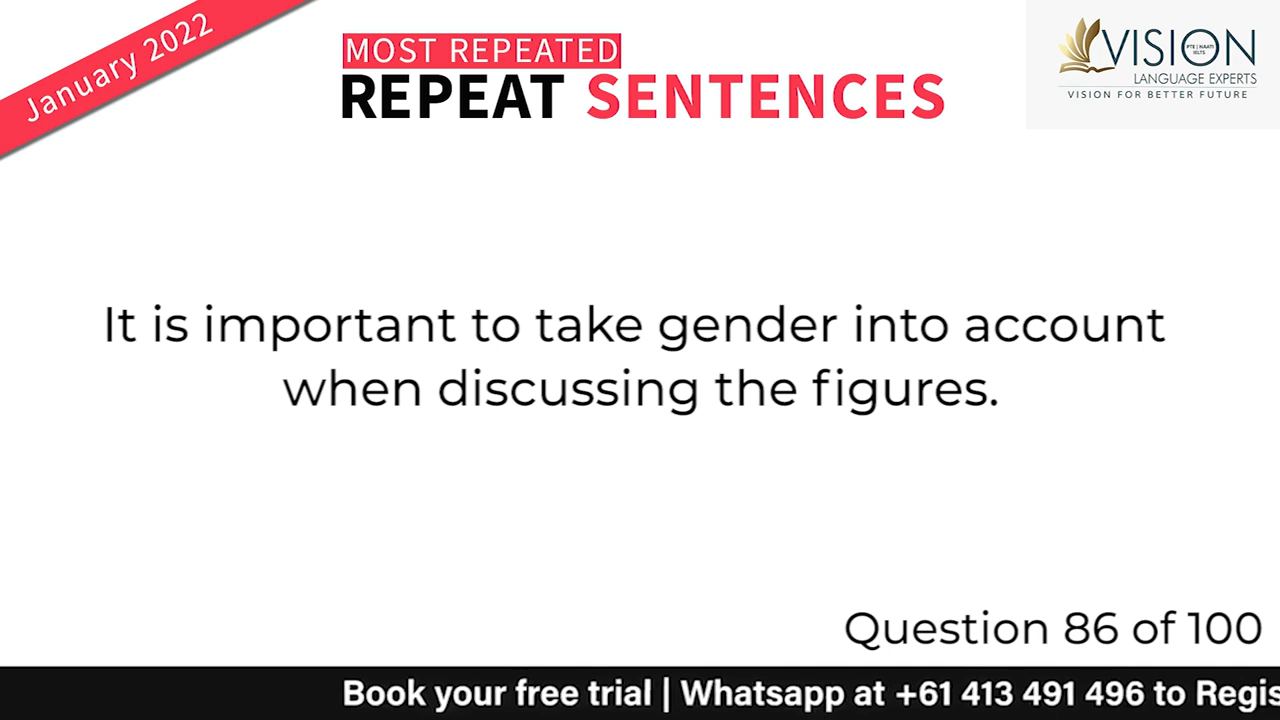 January 2022
MOST REPEATED
REPEAT SENTENCES
VISION
PTE | NAATI
IELTS
LANGUAGE EXPERTS
VISION FOR BETTER FUTURE
It is important to take gender into account
when discussing the figures.
Question 86 of 100
Book your free trial | Whatsapp at +61 413 491 496 to Regis